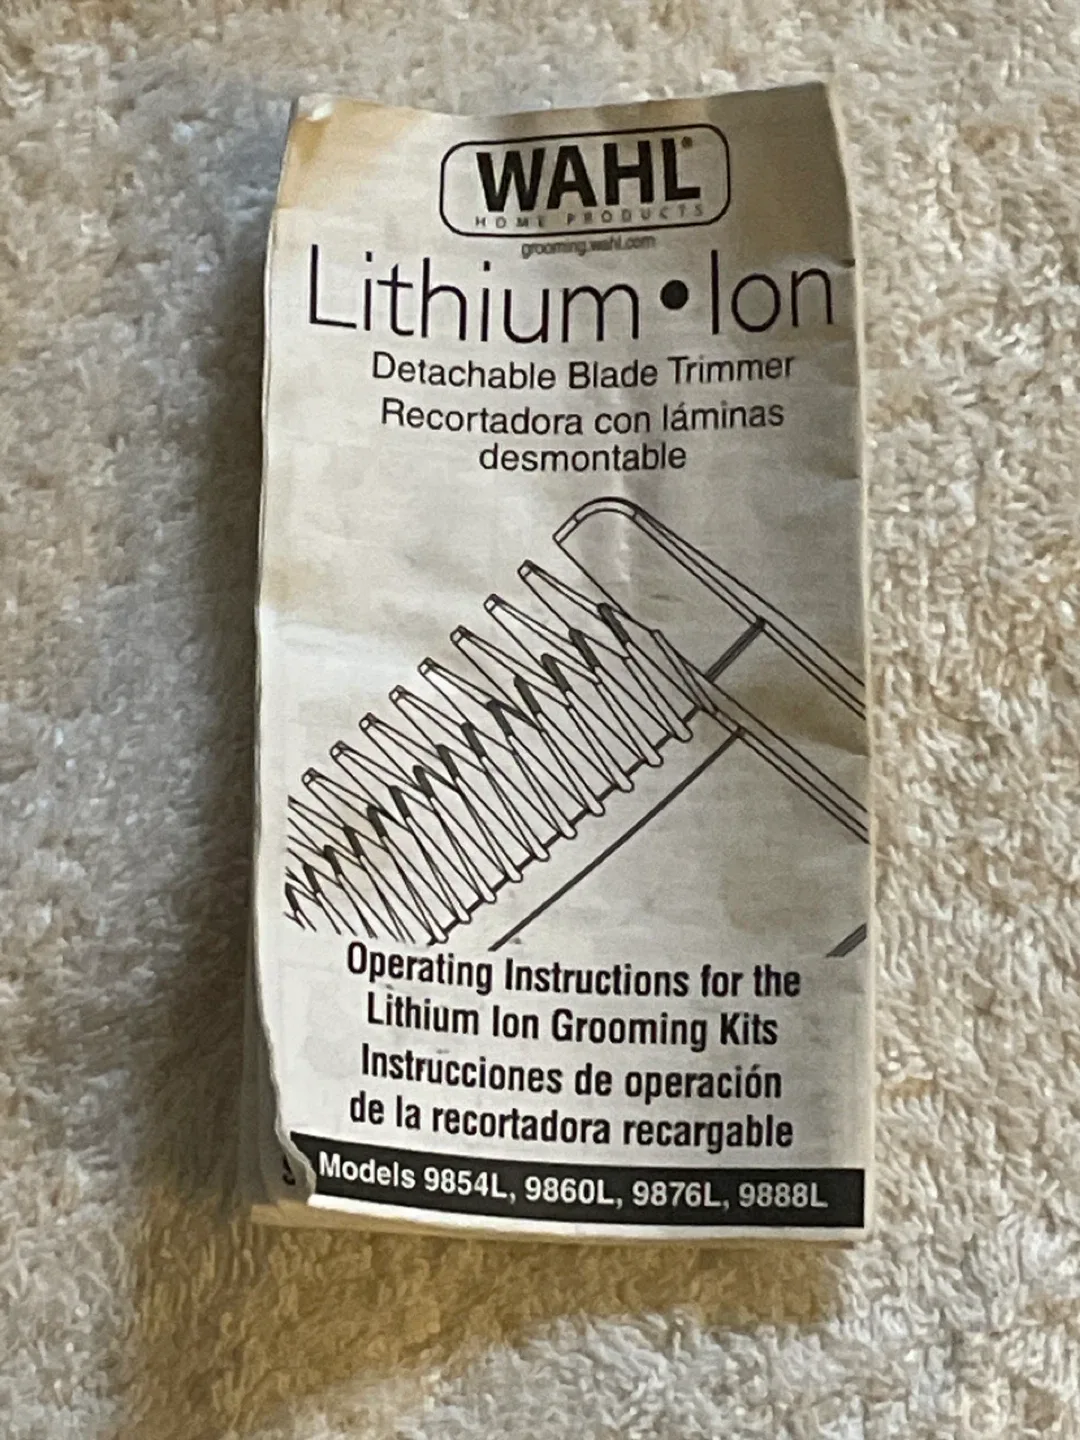 WAHL®
HOME PRODUCTS
grooming.wahl.com
Lithium•Ion
Detachable Blade Trimmer
Recortadora con láminas
desmontable
Operating Instructions for the
Lithium Ion Grooming Kits
Instrucciones de operación
de la recortadora recargable
Models 9854L, 9860L, 9876L, 9888L